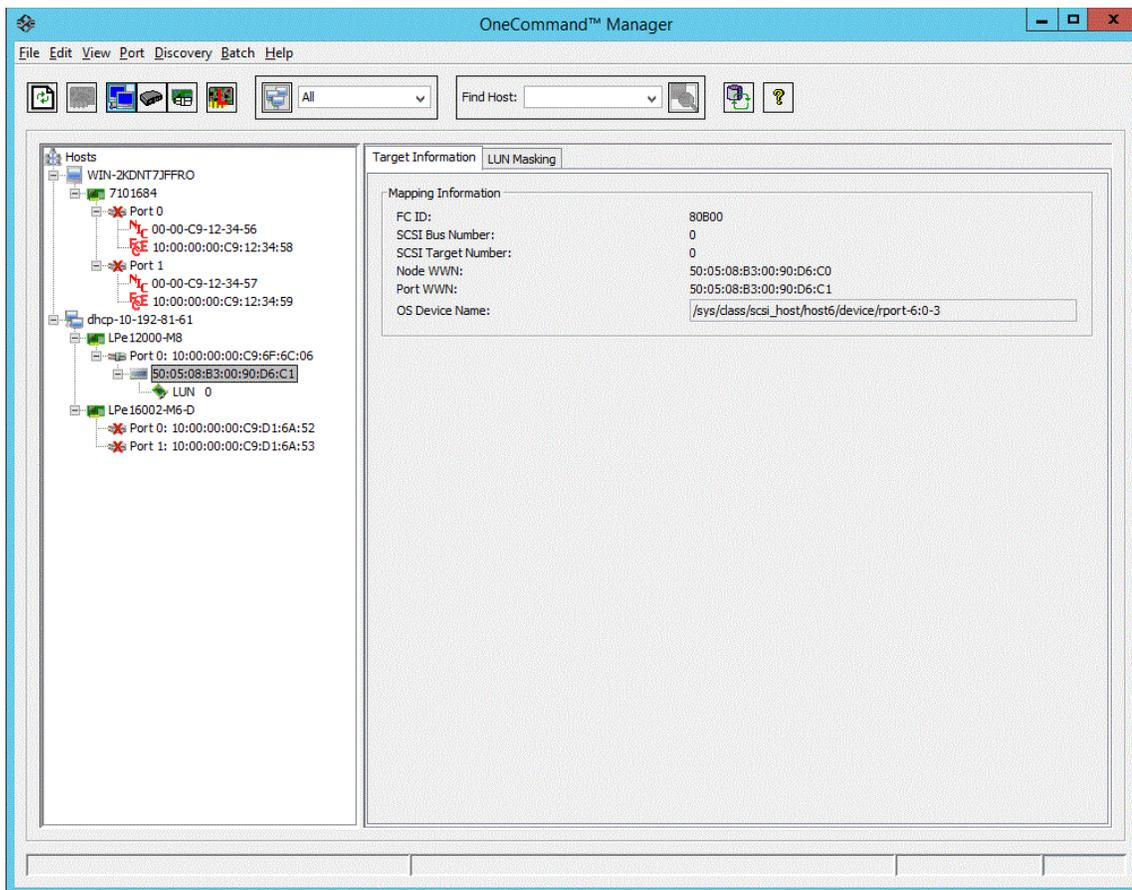 OneCommand™ Manager
File Edit View Port Discovery Batch Help
All
Find Host:
Hosts
WIN-2KDNT7JFFRO
7101684
Port 0
NIC 00-00-C9-12-34-56
FCoE 10:00:00:00:C9:12:34:58
Port 1
NIC 00-00-C9-12-34-57
FCoE 10:00:00:00:C9:12:34:59
dhcp-10-192-81-61
LPe12000-M8
Port 0: 10:00:00:00:C9:6F:6C:06
50:05:08:B3:00:90:D6:C1
LUN 0
LPe16002-M6-D
Port 0: 10:00:00:00:C9:D1:6A:52
Port 1: 10:00:00:00:C9:D1:6A:53
Target Information LUN Masking
Mapping Information
FC ID: 80B00
SCSI Bus Number: 0
SCSI Target Number: 0
Node WWN: 50:05:08:B3:00:90:D6:C0
Port WWN: 50:05:08:B3:00:90:D6:C1
OS Device Name: /sys/class/scsi_host/host6/device/rport-6:0-3